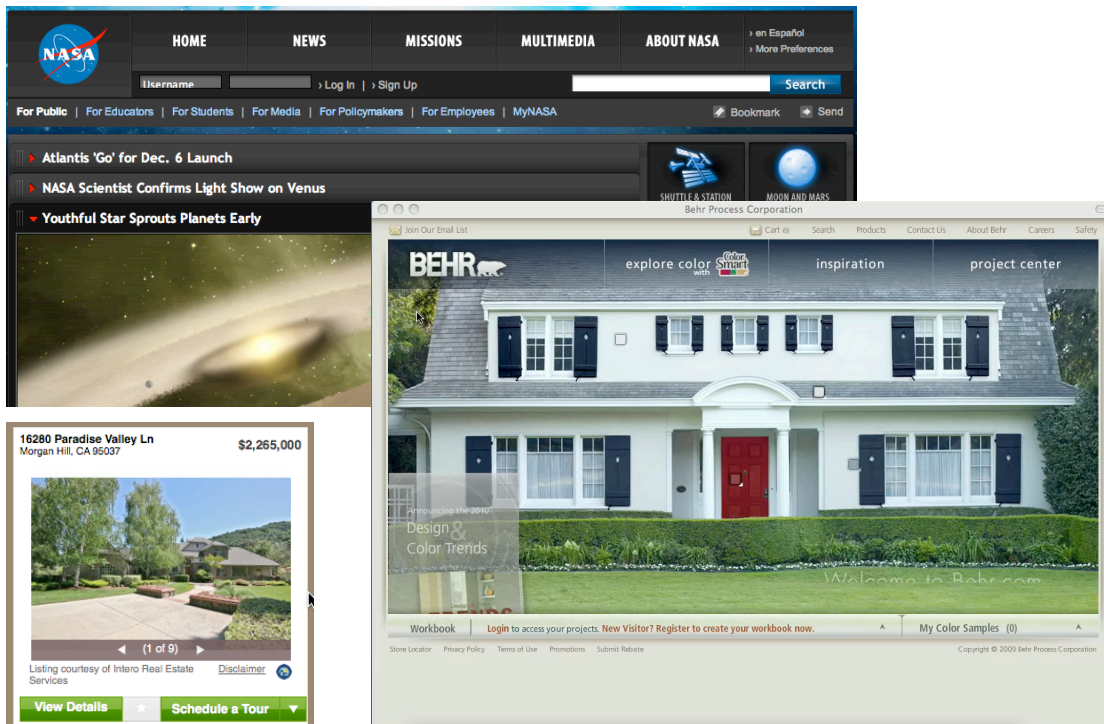 NASA
HOME NEWS MISSIONS MULTIMEDIA ABOUT NASA
› en Español
› More Preferences
Username › Log In | › Sign Up Search
For Public | For Educators | For Students | For Media | For Policymakers | For Employees | MyNASA Bookmark Send
Atlantis 'Go' for Dec. 6 Launch
NASA Scientist Confirms Light Show on Venus
Youthful Star Sprouts Planets Early
SHUTTLE & STATION MOON AND MARS
Behr Process Corporation
Join Our Email List Cart Search Products Contact Us About Behr Careers Safety
BEHR explore color with Color Smart inspiration project center
Announcing the 2010
Design &
Color Trends
Welcome to Behr.com
TRENDS
Workbook Login to access your projects. New Visitor? Register to create your workbook now. My Color Samples (0)
Store Locator Privacy Policy Terms of Use Promotions Submit Rebate Copyright © 2009 Behr Process Corporation
16280 Paradise Valley Ln $2,265,000
Morgan Hill, CA 95037
(1 of 9)
Listing courtesy of Intero Real Estate Disclaimer
Services
View Details Schedule a Tour